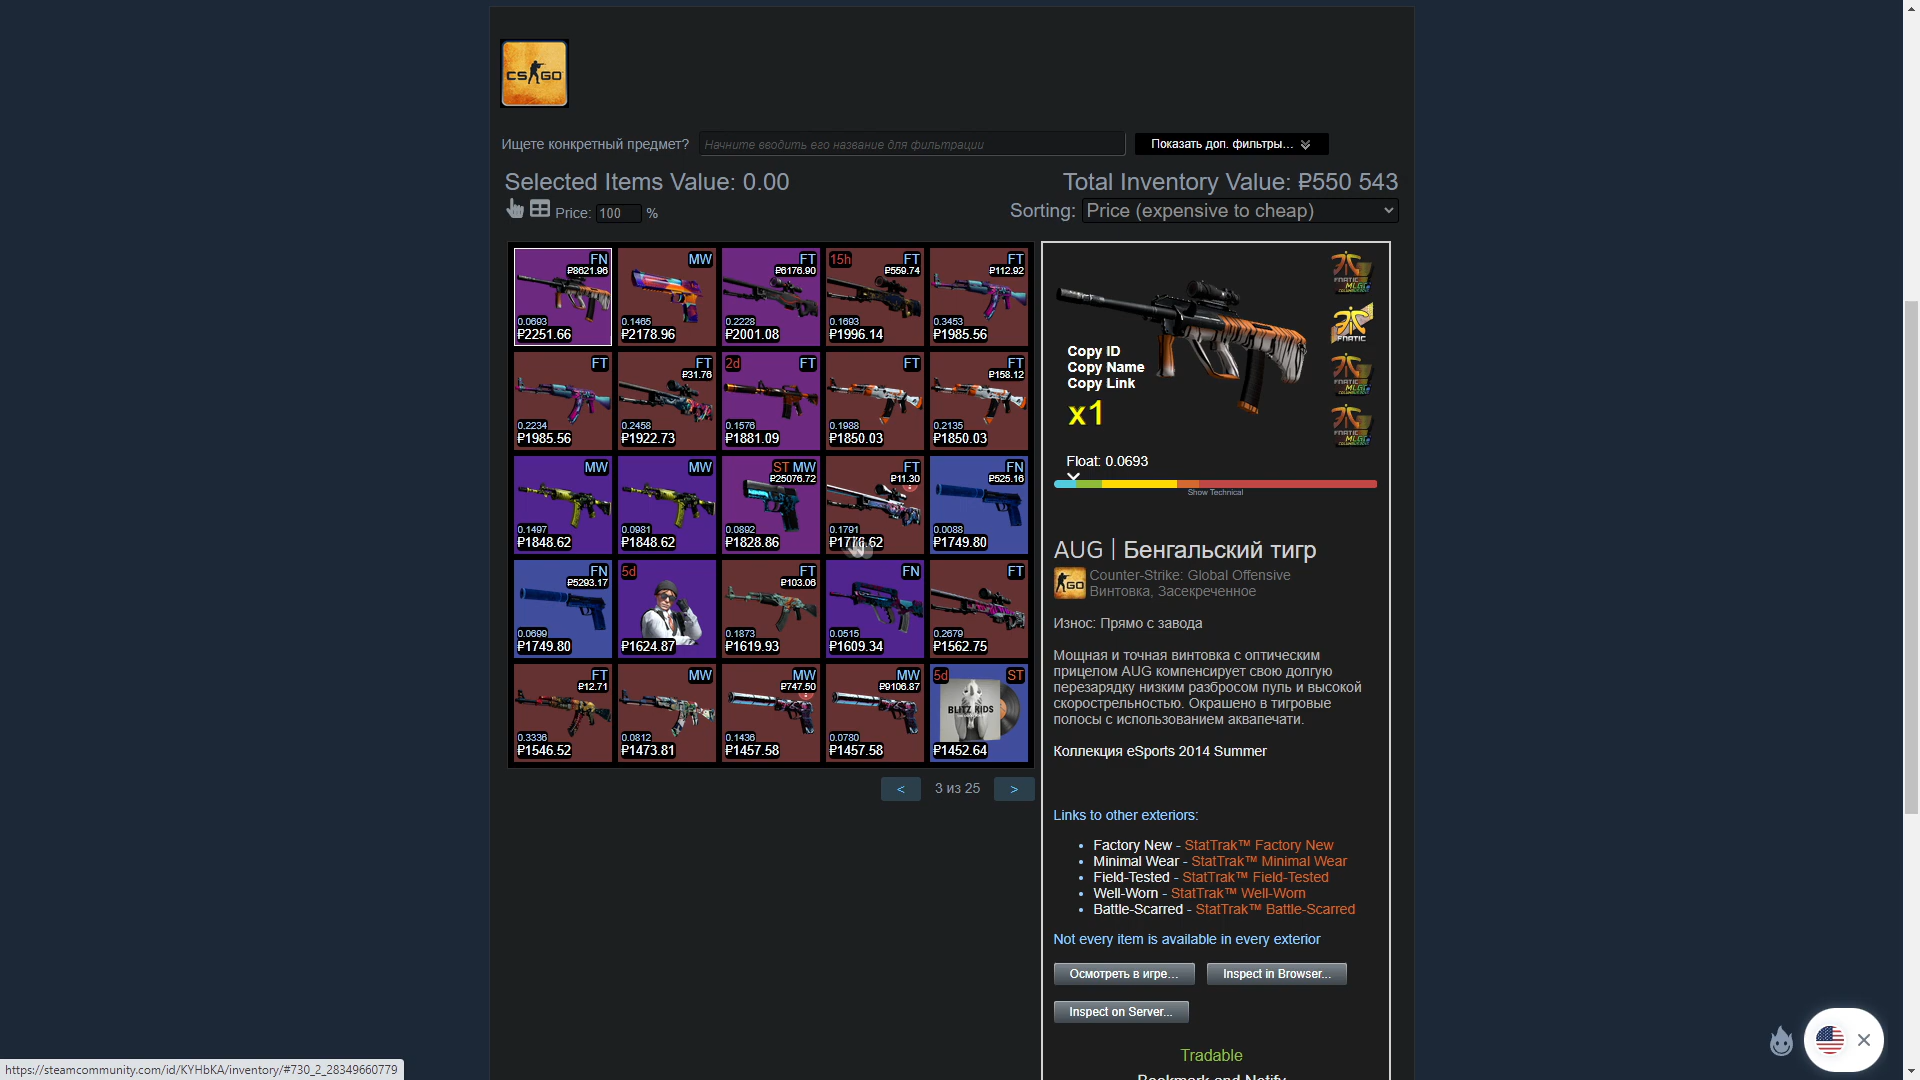 CS GO
Ищете конкретный предмет?
Начните вводить его название для фильтрации
Показать доп. фильтры...
Selected Items Value: 0.00
Total Inventory Value: ₽550 543
Price: 100 %
Sorting: Price (expensive to cheap)
FN
₽8621.96
0.0693
₽2251.66
MW
0.1465
₽2178.96
FT
₽6176.90
0.2228
₽2001.08
15h FT
₽559.74
0.1693
₽1996.14
FT
₽112.92
0.3453
₽1985.56
FT
0.2234
₽1985.56
FT
₽31.76
0.2458
₽1922.73
2d FT
0.1576
₽1881.09
FT
0.1988
₽1850.03
FT
₽158.12
0.2135
₽1850.03
MW
0.1497
₽1848.62
MW
0.0981
₽1848.62
ST MW
₽25076.72
0.0892
₽1828.86
FT
₽11.30
0.1791
₽1776.62
FN
₽525.16
0.0088
₽1749.80
FN
₽5293.17
0.0699
₽1749.80
5d
₽1624.87
FT
₽103.06
0.1873
₽1619.93
FN
0.0515
₽1609.34
FT
0.2679
₽1562.75
FT
₽12.71
0.3336
₽1546.52
MW
0.0812
₽1473.81
MW
₽747.50
0.1436
₽1457.58
MW
₽9106.87
0.0780
₽1457.58
5d ST
BLITZ KIDS
₽1452.64
< 3 из 25 >
FNATIC
FNATIC
FNATIC
FNATIC
Copy ID
Copy Name
Copy Link
x1
Float: 0.0693
Show Technical
AUG | Бенгальский тигр
GO
Counter-Strike: Global Offensive
Винтовка, Засекреченное
Износ: Прямо с завода
Мощная и точная винтовка с оптическим
прицелом AUG компенсирует свою долгую
перезарядку низким разбросом пуль и высокой
скорострельностью. Окрашено в тигровые
полосы с использованием аквапечати.
Коллекция eSports 2014 Summer
Links to other exteriors:
Factory New - StatTrak™ Factory New
Minimal Wear - StatTrak™ Minimal Wear
Field-Tested - StatTrak™ Field-Tested
Well-Worn - StatTrak™ Well-Worn
Battle-Scarred - StatTrak™ Battle-Scarred
Not every item is available in every exterior
Осмотреть в игре...
Inspect in Browser...
Inspect on Server...
Tradable
Bookmark and Notify
https://steamcommunity.com/id/KYHbKA/inventory/#730_2_28349660779